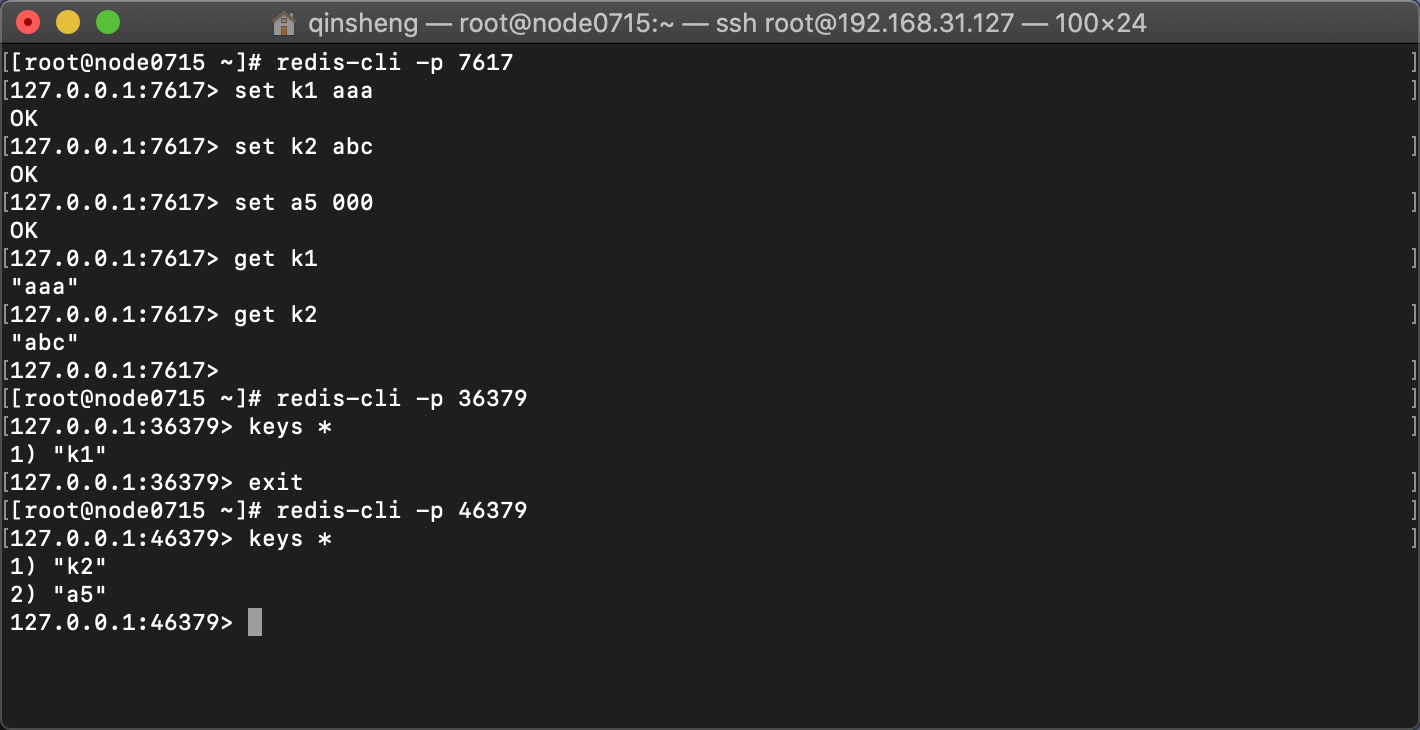 qinsheng — root@node0715:~ — ssh root@192.168.31.127 — 100×24
[[root@node0715 ~]# redis-cli -p 7617 ]
[127.0.0.1:7617> set k1 aaa ]
OK
[127.0.0.1:7617> set k2 abc ]
OK
[127.0.0.1:7617> set a5 000 ]
OK
[127.0.0.1:7617> get k1 ]
"aaa"
[127.0.0.1:7617> get k2 ]
"abc"
[127.0.0.1:7617> ]
[[root@node0715 ~]# redis-cli -p 36379 ]
[127.0.0.1:36379> keys * ]
1) "k1"
[127.0.0.1:36379> exit ]
[[root@node0715 ~]# redis-cli -p 46379 ]
[127.0.0.1:46379> keys * ]
1) "k2"
2) "a5"
127.0.0.1:46379>